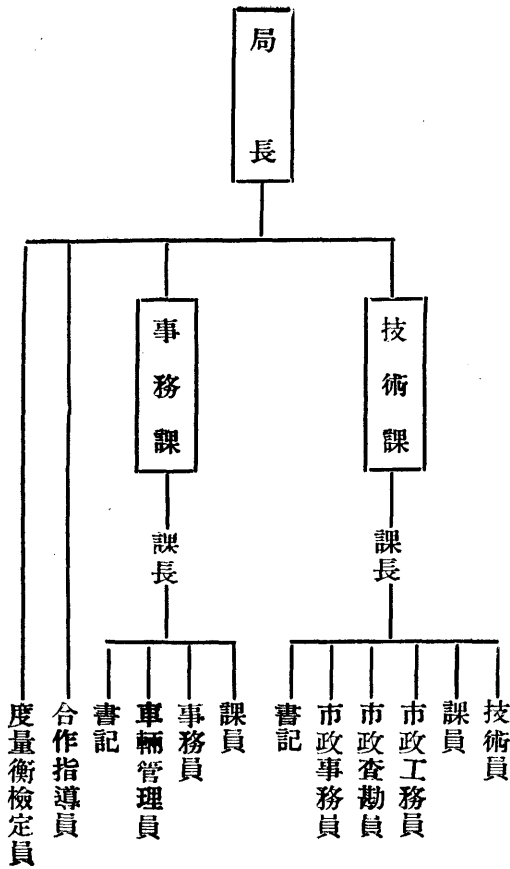 局長
技術課
事務課
課長
課長
技術員
課員
市政工務員
市政查勘員
市政事務員
書記
課員
事務員
車輛管理員
書記
合作指導員
度量衡檢定員